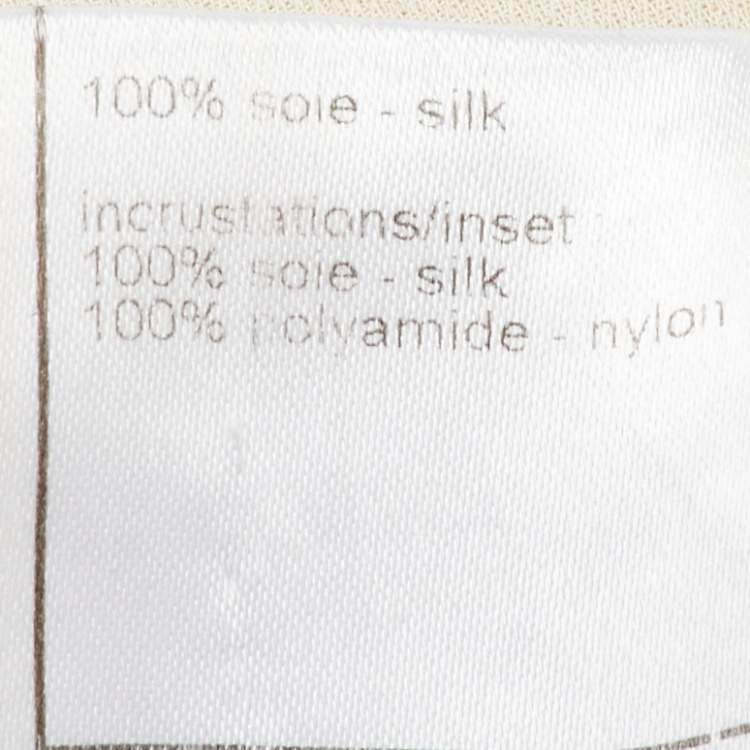 100% soie - silk
incrustations/inset :
100% soie - silk
100% polyamide - nylon